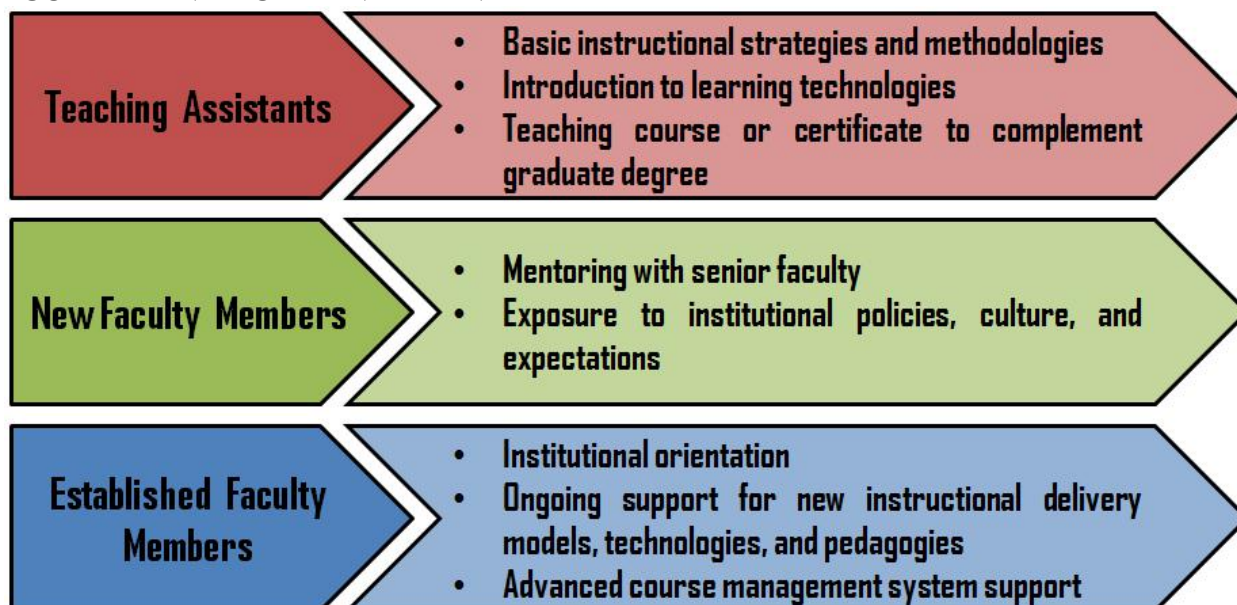 Teaching Assistants
• Basic instructional strategies and methodologies
• Introduction to learning technologies
• Teaching course or certificate to complement
graduate degree
New Faculty Members
• Mentoring with senior faculty
• Exposure to institutional policies, culture, and
expectations
Established Faculty
Members
• Institutional orientation
• Ongoing support for new instructional delivery
models, technologies, and pedagogies
• Advanced course management system support